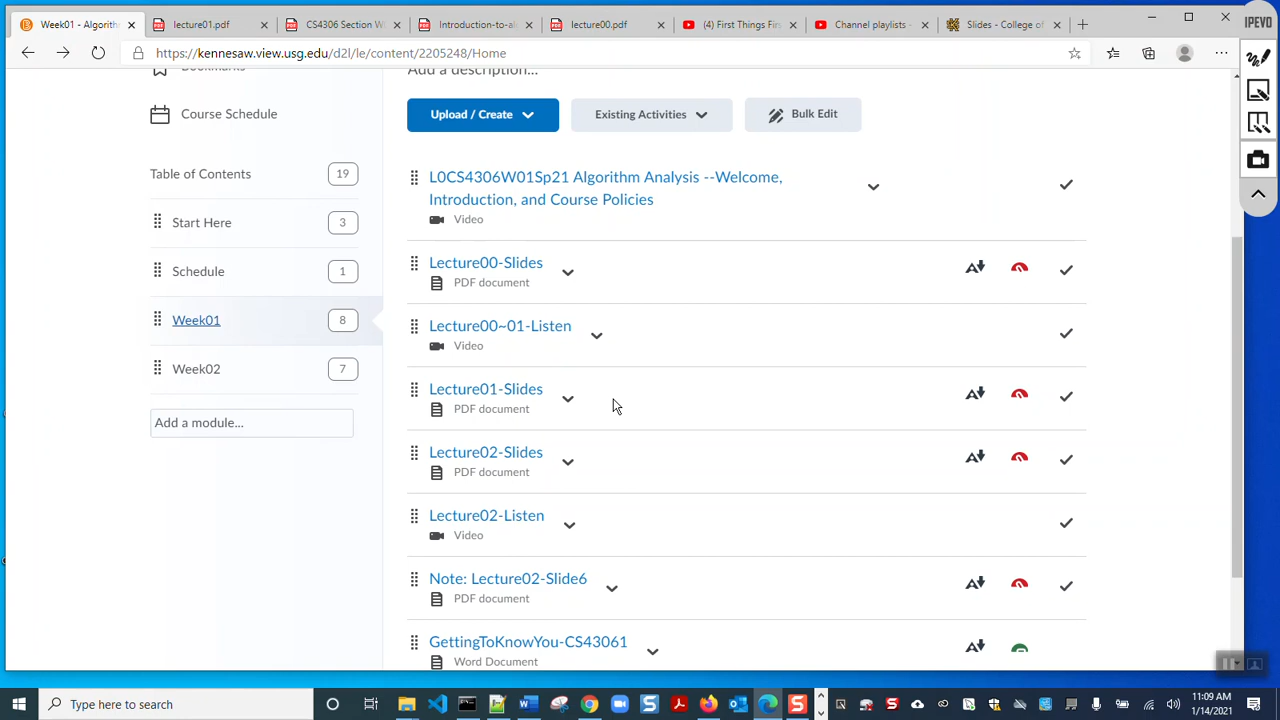 Week01 - Algorith
lecture01.pdf
CS4306 Section W
Introduction-to-a
lecture00.pdf
(4) First Things Fir
Channel playlists -
Slides - College of
IPEVO
https://kennesaw.view.usg.edu/d2l/le/content/2205248/Home
Bookmarks
Add a description...
Course Schedule
Upload / Create
Existing Activities
Bulk Edit
Table of Contents 19
Start Here 3
Schedule 1
Week01 8
Week02 7
Add a module...
L0CS4306W01Sp21 Algorithm Analysis --Welcome,
Introduction, and Course Policies
Video
Lecture00-Slides
PDF document
Lecture00~01-Listen
Video
Lecture01-Slides
PDF document
Lecture02-Slides
PDF document
Lecture02-Listen
Video
Note: Lecture02-Slide6
PDF document
GettingToKnowYou-CS43061
Word Document
Type here to search
11:09 AM
1/14/2021